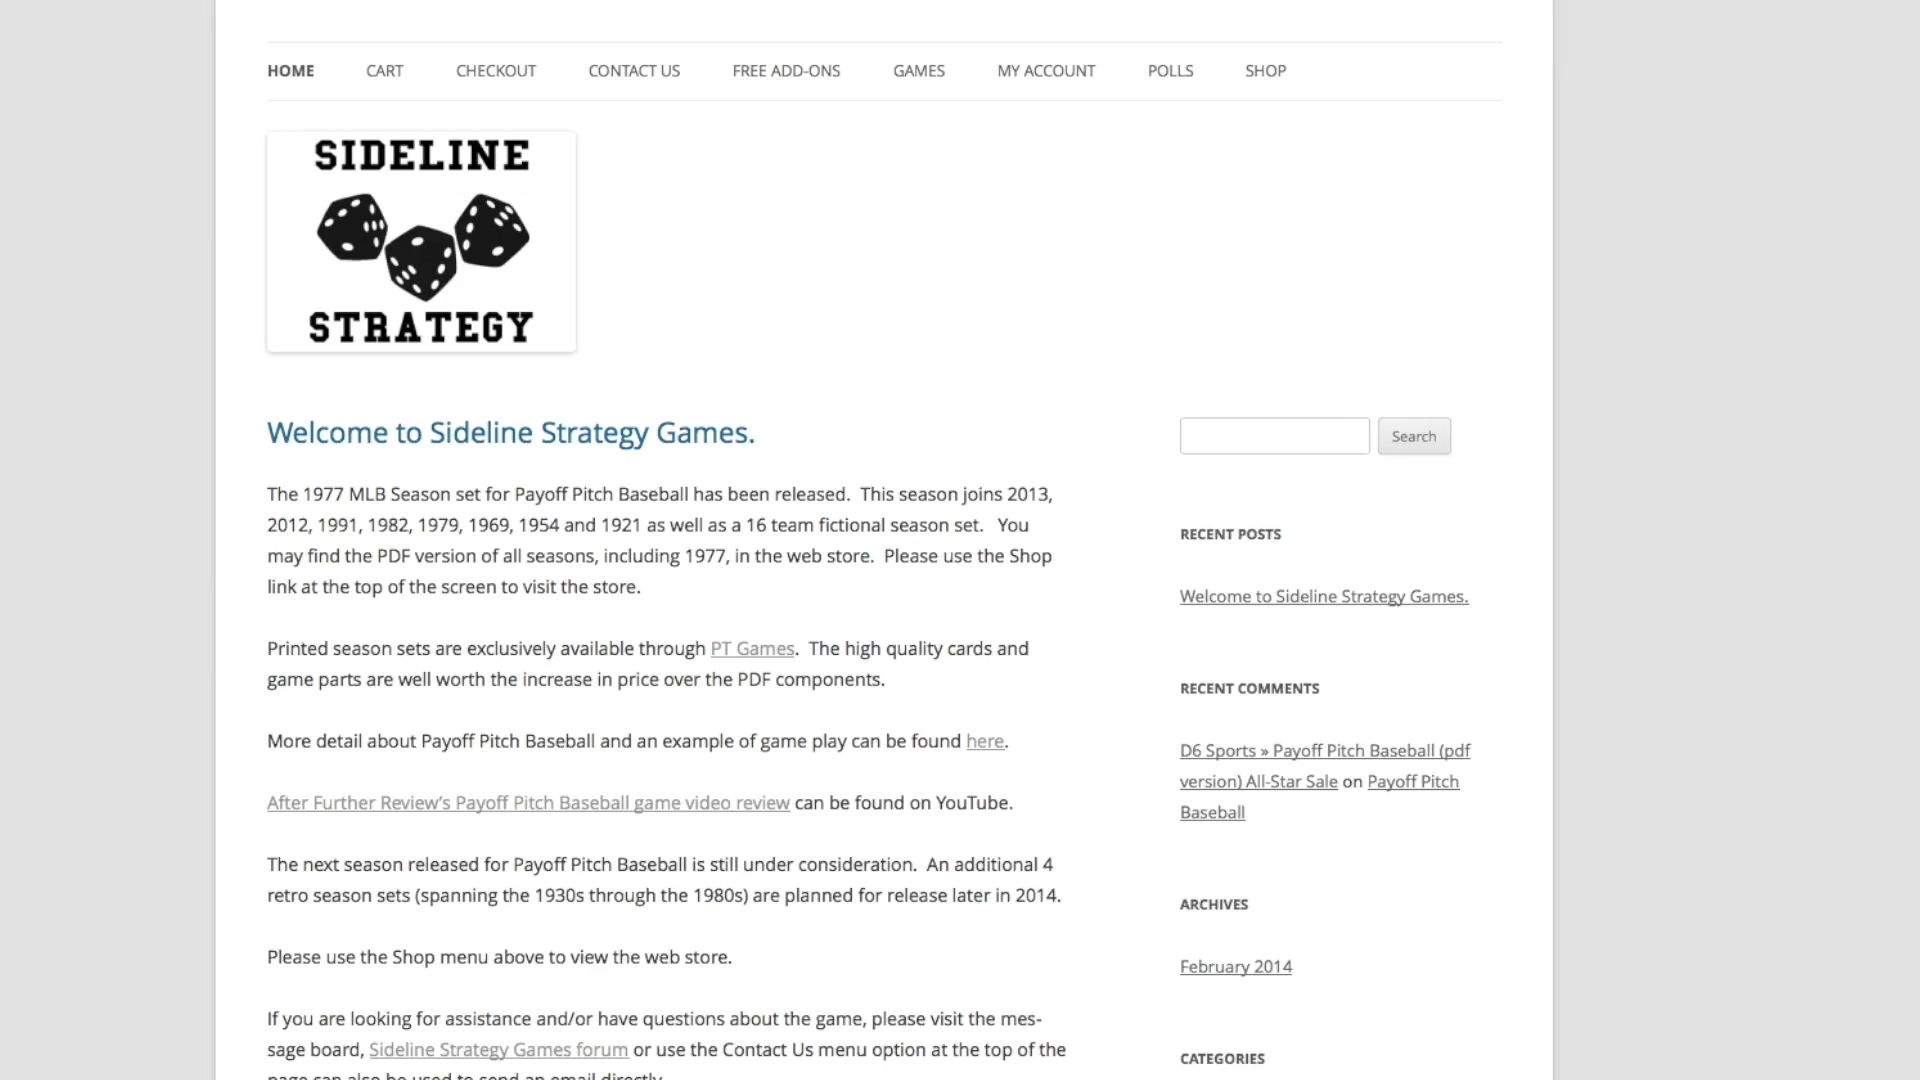 HOME CART CHECKOUT CONTACT US FREE ADD-ONS GAMES MY ACCOUNT POLLS SHOP
SIDELINE
STRATEGY
Welcome to Sideline Strategy Games.
The 1977 MLB Season set for Payoff Pitch Baseball has been released.  This season joins 2013,
2012, 1991, 1982, 1979, 1969, 1954 and 1921 as well as a 16 team fictional season set.   You
may find the PDF version of all seasons, including 1977, in the web store.  Please use the Shop
link at the top of the screen to visit the store.
Printed season sets are exclusively available through PT Games.  The high quality cards and
game parts are well worth the increase in price over the PDF components.
More detail about Payoff Pitch Baseball and an example of game play can be found here.
After Further Review's Payoff Pitch Baseball game video review can be found on YouTube.
The next season released for Payoff Pitch Baseball is still under consideration.  An additional 4
retro season sets (spanning the 1930s through the 1980s) are planned for release later in 2014.
Please use the Shop menu above to view the web store.
If you are looking for assistance and/or have questions about the game, please visit the mes-
sage board, Sideline Strategy Games forum or use the Contact Us menu option at the top of the
page can also be used to send an email directly.
Search
RECENT POSTS
Welcome to Sideline Strategy Games.
RECENT COMMENTS
D6 Sports » Payoff Pitch Baseball (pdf
version) All-Star Sale on Payoff Pitch
Baseball
ARCHIVES
February 2014
CATEGORIES